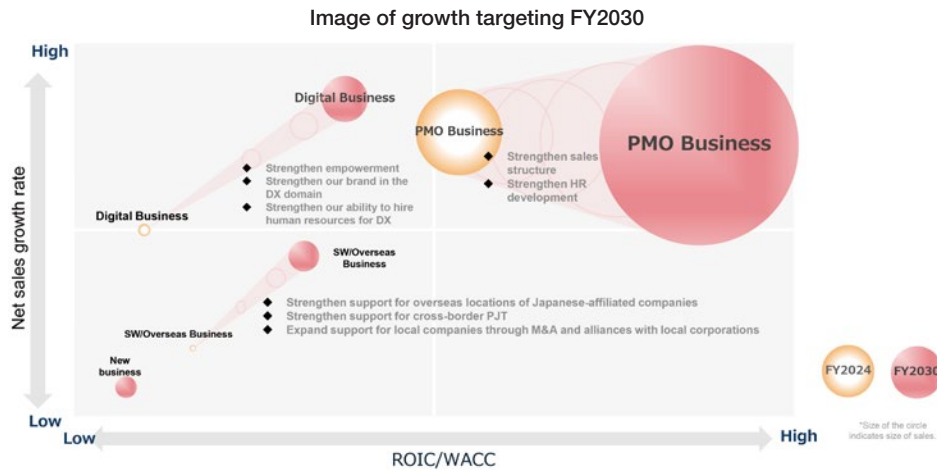 Image of growth targeting FY2030
High
Net sales growth rate
Low
Low
High
ROIC/WACC
Digital Business
Digital Business
◆ Strengthen empowerment
◆ Strengthen our brand in the
DX domain
◆ Strengthen our ability to hire
human resources for DX
PMO Business
◆ Strengthen sales
structure
◆ Strengthen HR
development
PMO Business
SW/Overseas
Business
SW/Overseas Business
◆ Strengthen support for overseas locations of Japanese-affiliated companies
◆ Strengthen support for cross-border PJT
◆ Expand support for local companies through M&A and alliances with local corporations
New
business
FY2024
FY2030
*Size of the circle
indicates size of sales.